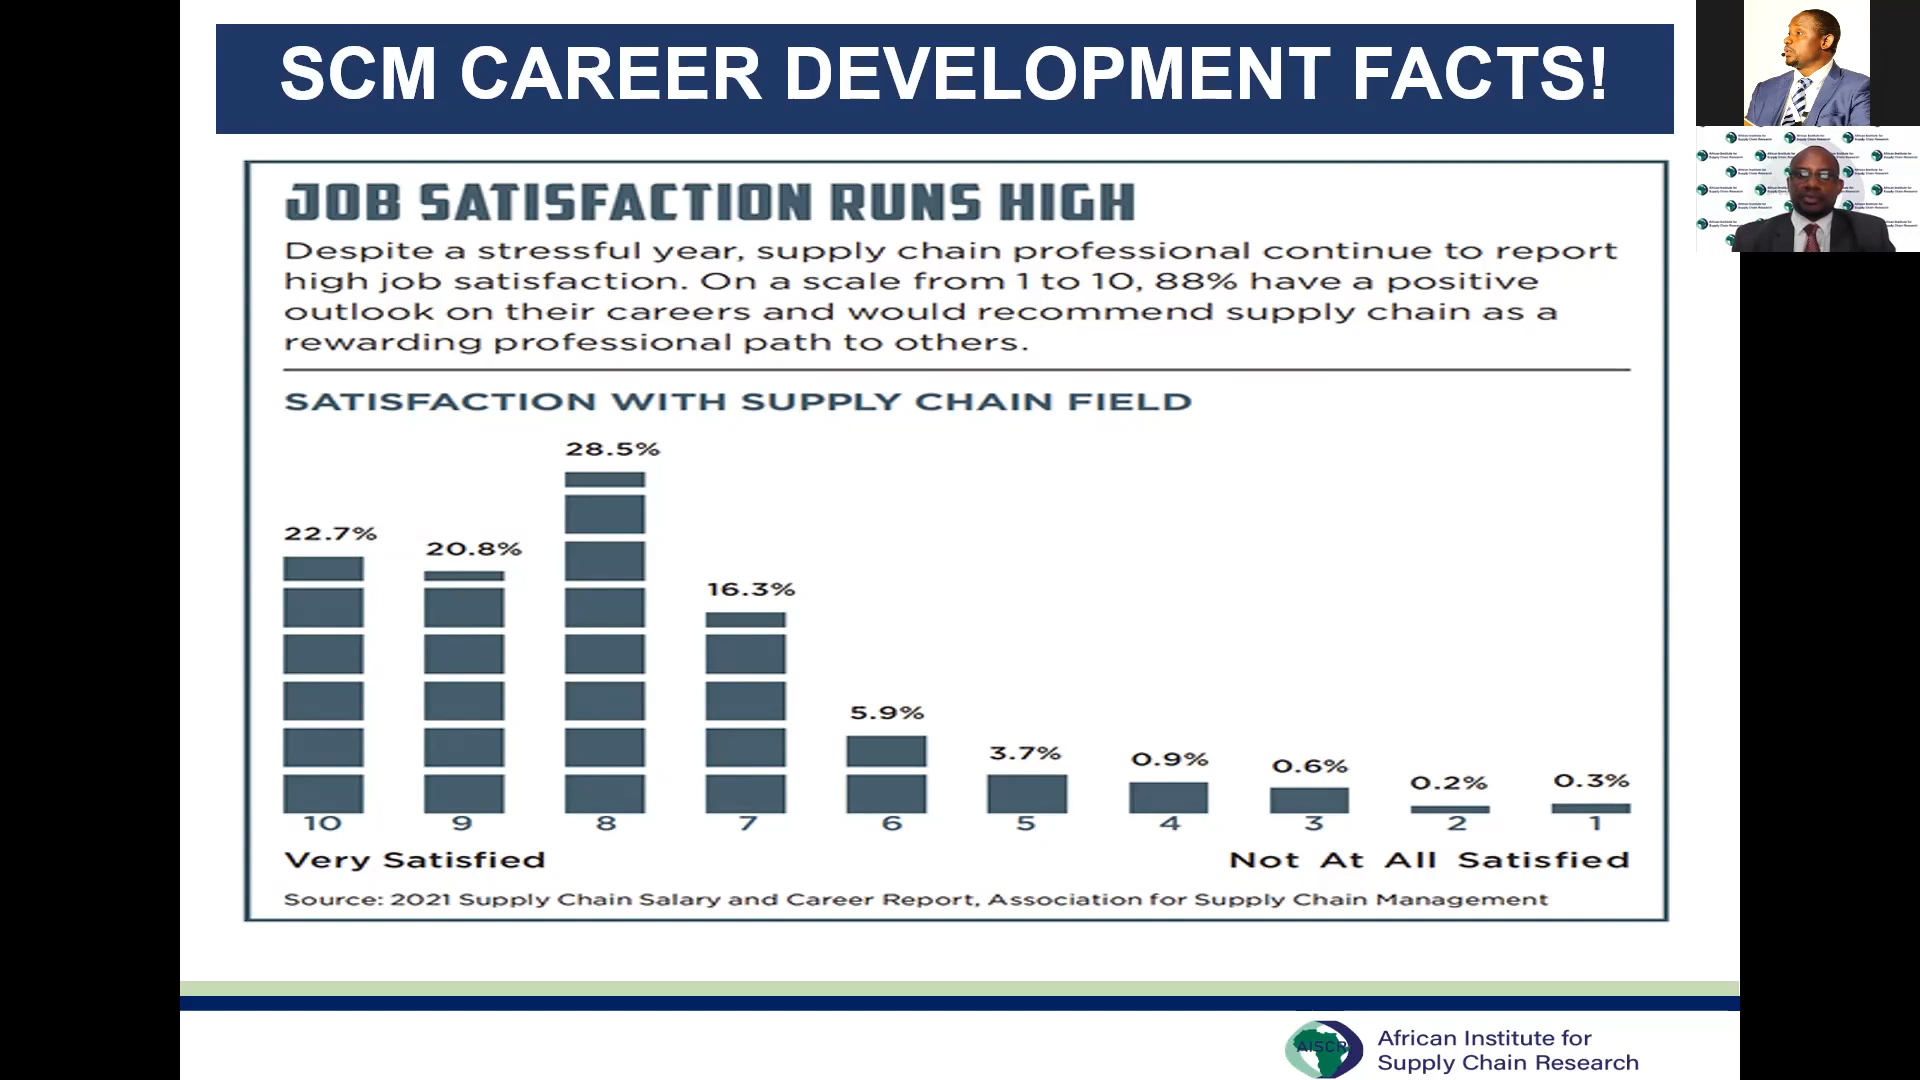 SCM CAREER DEVELOPMENT FACTS!
JOB SATISFACTION RUNS HIGH
Despite a stressful year, supply chain professional continue to report
high job satisfaction. On a scale from 1 to 10, 88% have a positive
outlook on their careers and would recommend supply chain as a
rewarding professional path to others.
SATISFACTION WITH SUPPLY CHAIN FIELD
22.7% 20.8% 28.5% 16.3% 5.9% 3.7% 0.9% 0.6% 0.2% 0.3%
10 9 8 7 6 5 4 3 2 1
Very Satisfied Not At All Satisfied
Source: 2021 Supply Chain Salary and Career Report, Association for Supply Chain Management
AISCR
African Institute for
Supply Chain Research